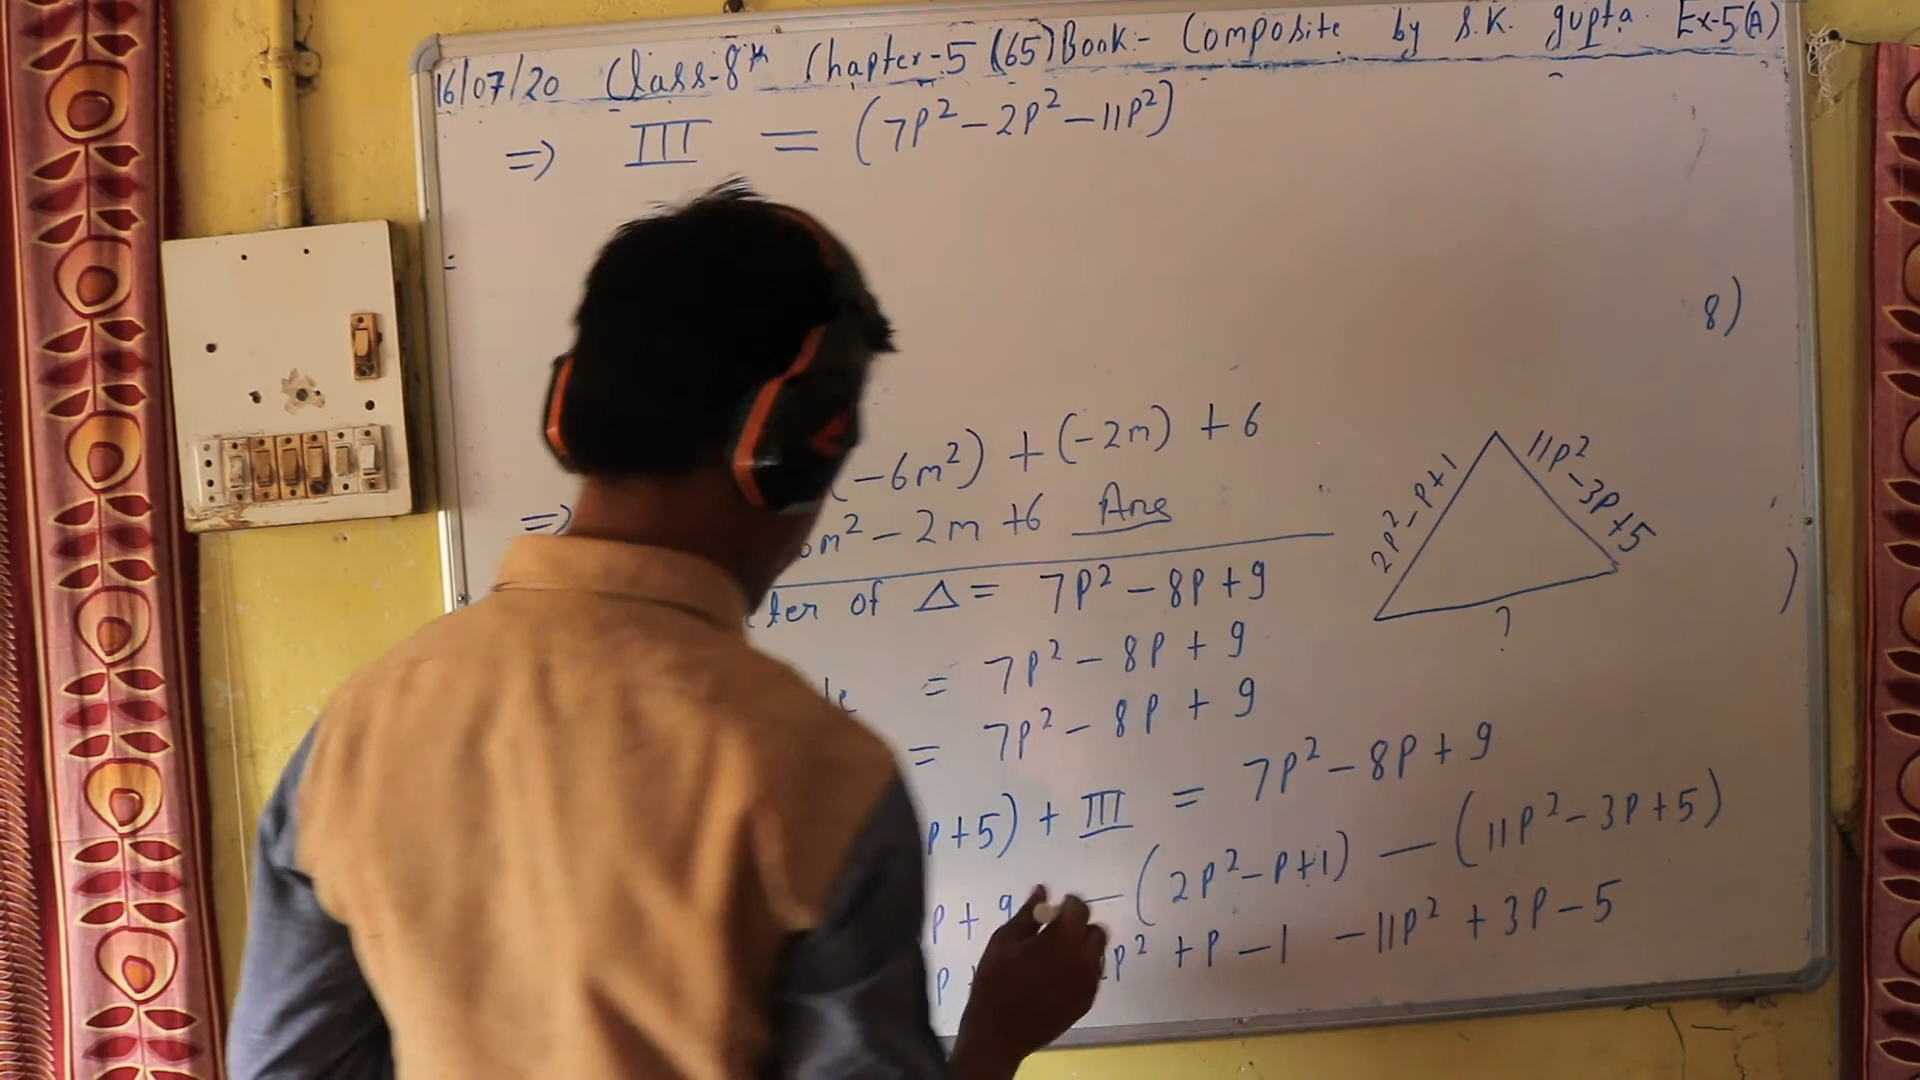 16/07/20 Class-8th Chapter-5 (65) Book:- Composite by S.K. gupta. Ex-5(A)
=> III = (7p² - 2p² - 11p²)
=
8)
(-6m²) + (-2m) + 6
=> 6m² - 2m + 6 Ans
ter of Δ = 7p² - 8p + 9
2p² - p + 1
11p² - 3p + 5
?
)
= 7p² - 8p + 9
= 7p² - 8p + 9
p + 5) + III = 7p² - 8p + 9
p + 9 - (2p² - p + 1) - (11p² - 3p + 5)
p + 2p² + p - 1 - 11p² + 3p - 5